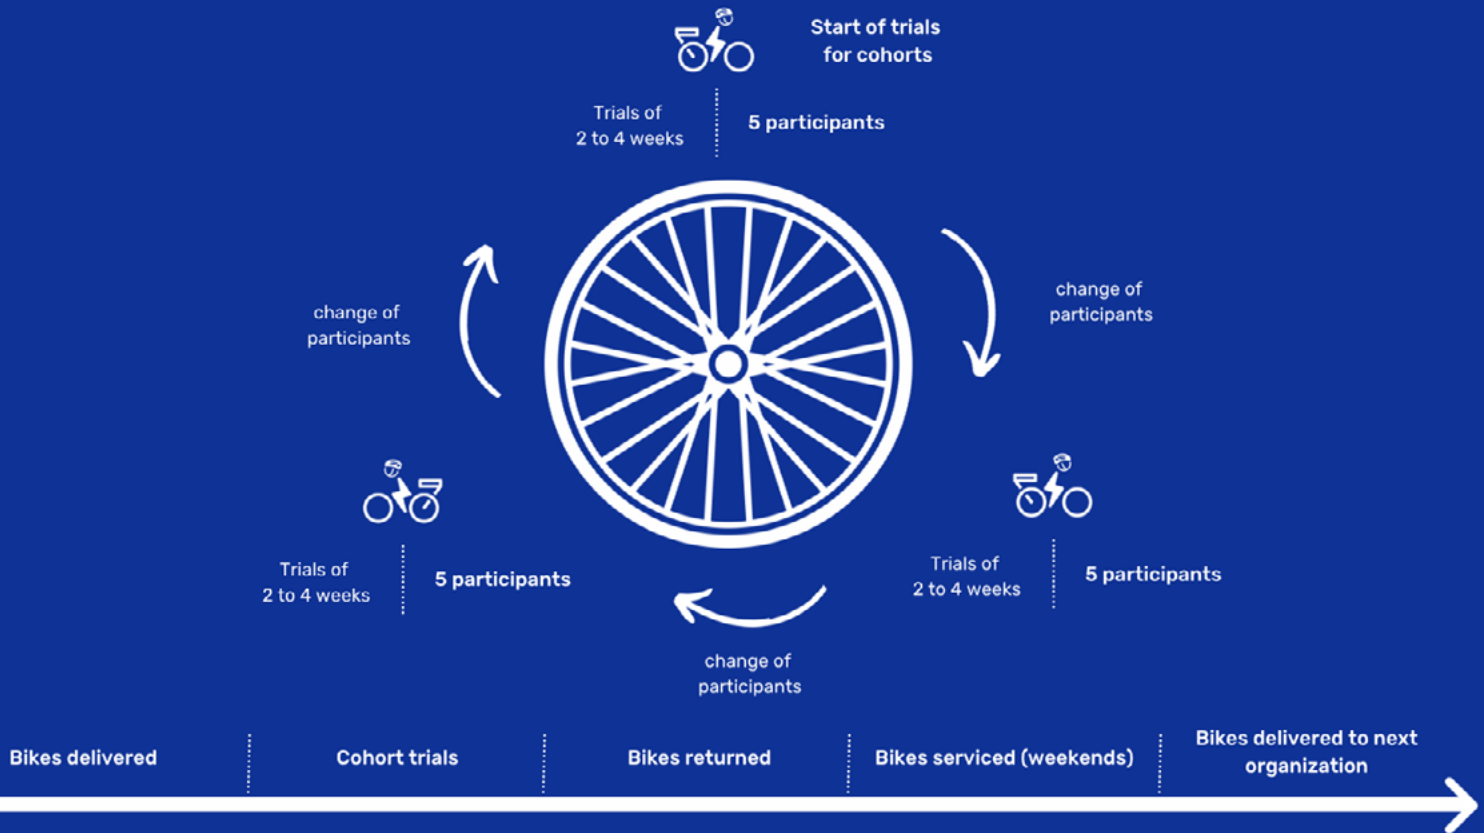 Start of trials
for cohorts
Trials of
2 to 4 weeks
5 participants
change of
participants
change of
participants
Trials of
2 to 4 weeks
5 participants
Trials of
2 to 4 weeks
5 participants
change of
participants
Bikes delivered
Cohort trials
Bikes returned
Bikes serviced (weekends)
Bikes delivered to next
organization